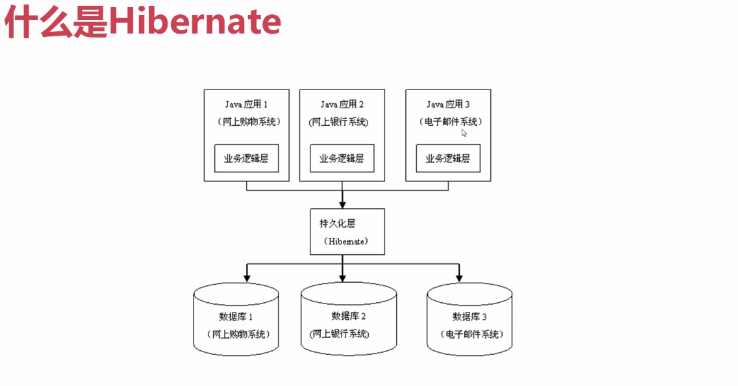 什么是Hibernate
Java 应用 1
（网上购物系统）
业务逻辑层
Java 应用 2
(网上银行系统)
业务逻辑层
Java 应用 3
（电子邮件系统）
业务逻辑层
持久化层
（Hibernate）
数据库 1
（网上购物系统）
数据库 2
(网上银行系统)
数据库 3
（电子邮件系统）